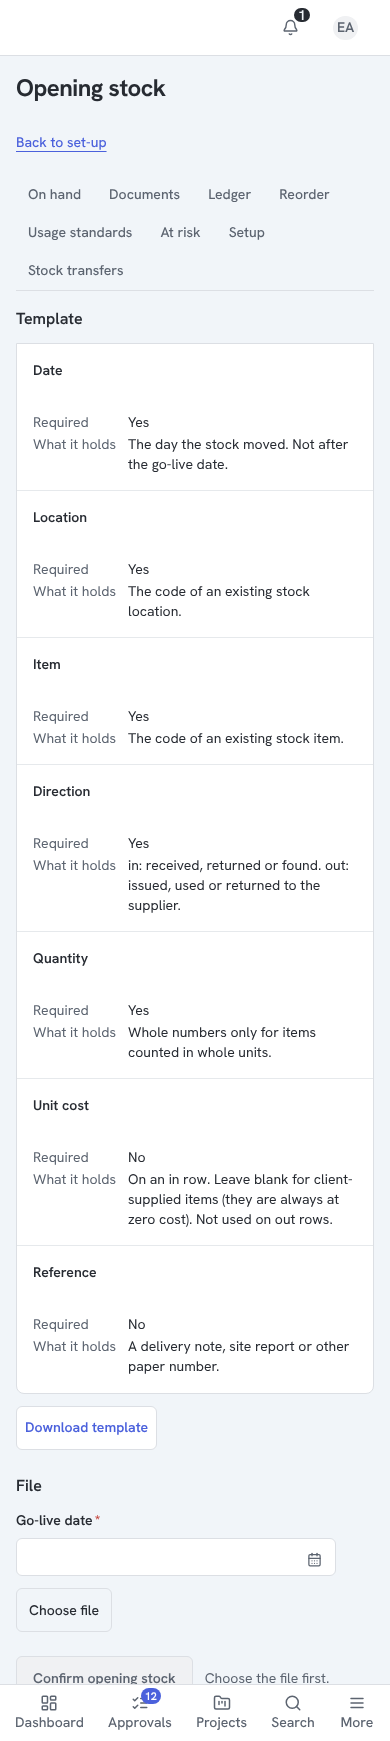 1
EA
Opening stock
Back to set-up
On hand Documents Ledger Reorder
Usage standards At risk Setup
Stock transfers
Template
Date
Required Yes
What it holds The day the stock moved. Not after
the go-live date.
Location
Required Yes
What it holds The code of an existing stock
location.
Item
Required Yes
What it holds The code of an existing stock item.
Direction
Required Yes
What it holds in: received, returned or found. out:
issued, used or returned to the
supplier.
Quantity
Required Yes
What it holds Whole numbers only for items
counted in whole units.
Unit cost
Required No
What it holds On an in row. Leave blank for client-
supplied items (they are always at
zero cost). Not used on out rows.
Reference
Required No
What it holds A delivery note, site report or other
paper number.
Download template
File
Go-live date *
Choose file
Confirm opening stock Choose the file first.
12
Dashboard Approvals Projects Search More